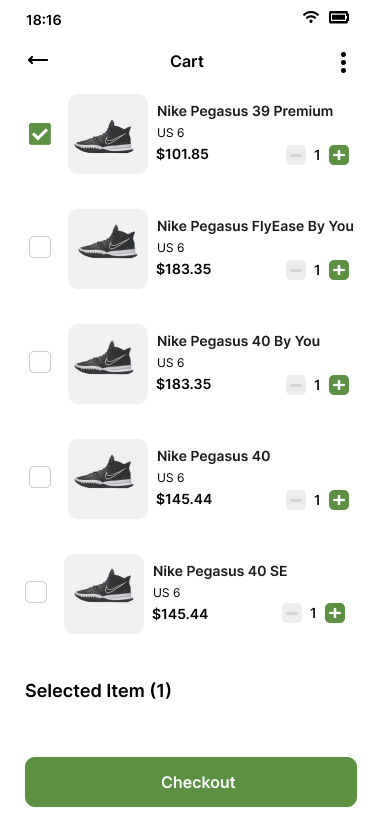 18:16
Cart
Nike Pegasus 39 Premium
US 6
$101.85
1
Nike Pegasus FlyEase By You
US 6
$183.35
1
Nike Pegasus 40 By You
US 6
$183.35
1
Nike Pegasus 40
US 6
$145.44
1
Nike Pegasus 40 SE
US 6
$145.44
1
Selected Item (1)
Checkout